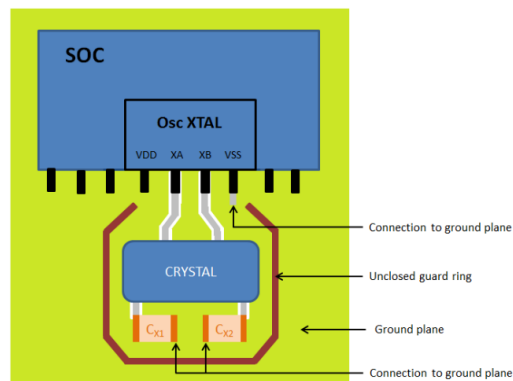 SOC
Osc XTAL
VDD XA XB VSS
Connection to ground plane
CRYSTAL
Unclosed guard ring
CX1 CX2
Ground plane
Connection to ground plane